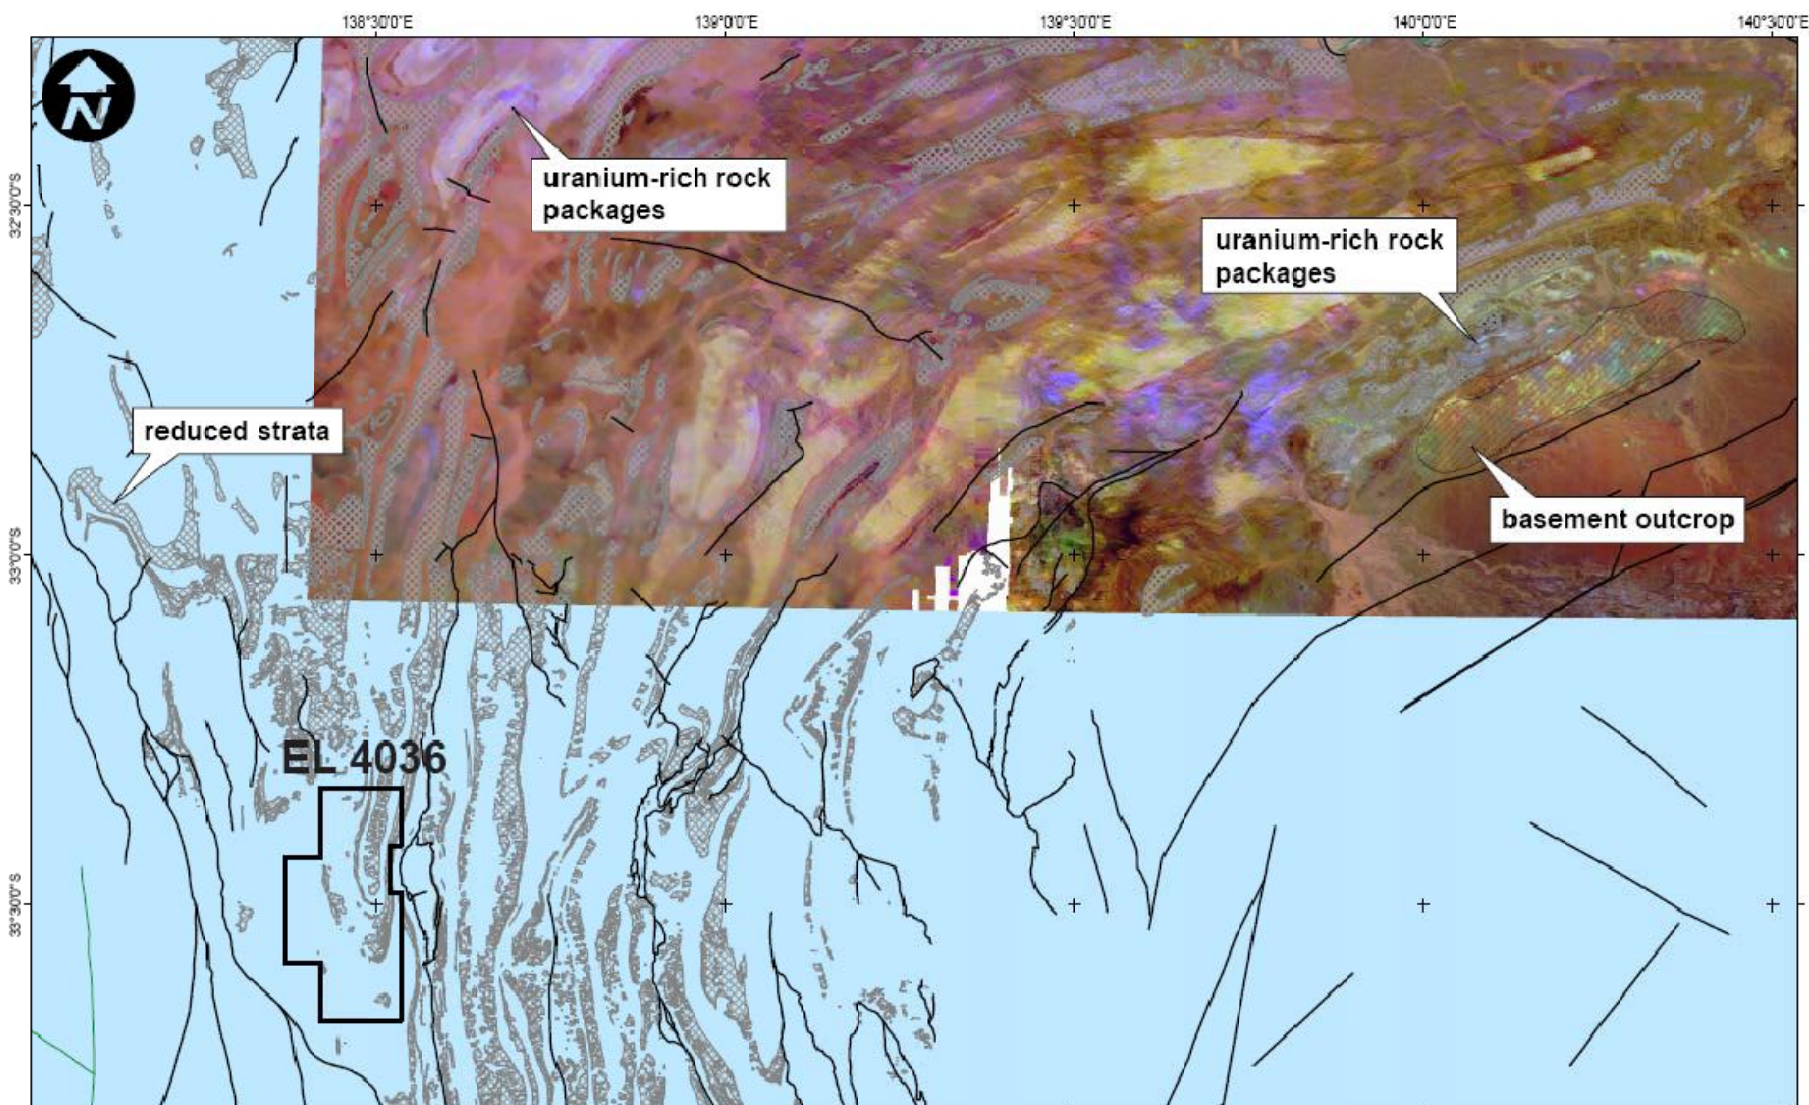 138°30'0"E
139°0'0"E
139°30'0"E
140°0'0"E
140°30'0"E
N
uranium-rich rock
packages
32°30'0"S
uranium-rich rock
packages
reduced strata
basement outcrop
33°0'0"S
EL 4036
33°30'0"S